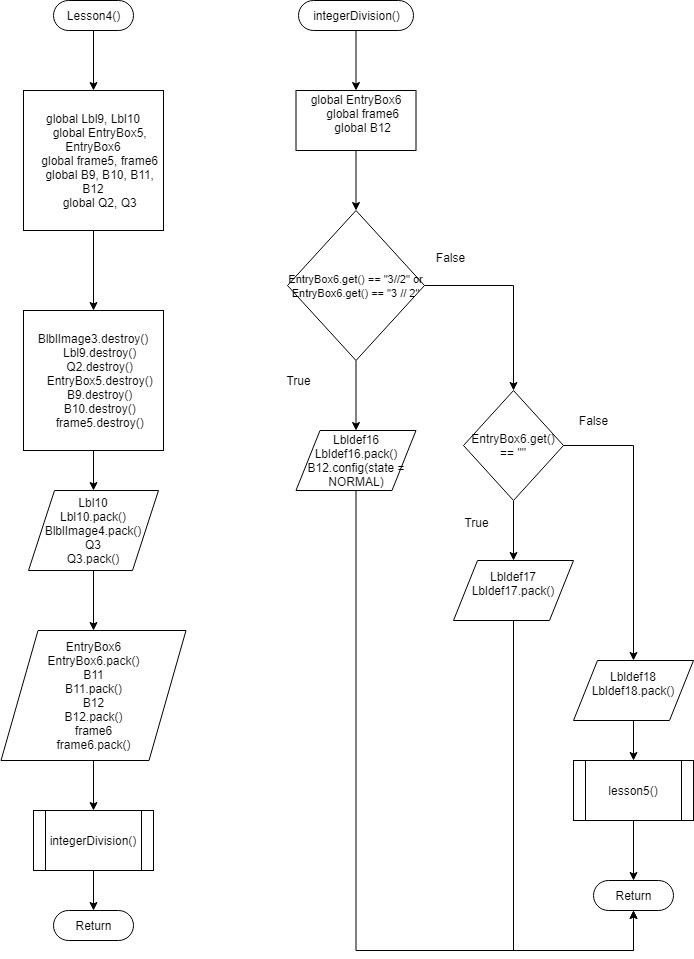 Lesson4()
global Lbl9, Lbl10
global EntryBox5,
EntryBox6
global frame5, frame6
global B9, B10, B11,
B12
global Q2, Q3
BlblImage3.destroy()
Lbl9.destroy()
Q2.destroy()
EntryBox5.destroy()
B9.destroy()
B10.destroy()
frame5.destroy()
Lbl10
Lbl10.pack()
BlblImage4.pack()
Q3
Q3.pack()
EntryBox6
EntryBox6.pack()
B11
B11.pack()
B12
B12.pack()
frame6
frame6.pack()
integerDivision()
Return
integerDivision()
global EntryBox6
global frame6
global B12
EntryBox6.get() == "3//2" or
EntryBox6.get() == "3 // 2"
False
True
Lbldef16
Lbldef16.pack()
B12.config(state =
NORMAL)
EntryBox6.get()
== ""
False
True
Lbldef17
Lbldef17.pack()
Lbldef18
Lbldef18.pack()
lesson5()
Return